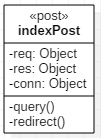 «post»
indexPost
-req: Object
-res: Object
-conn: Object
-query()
-redirect()